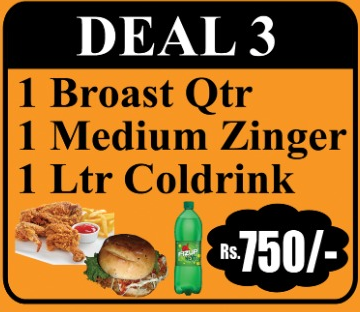 DEAL 3
1 Broast Qtr
1 Medium Zinger
1 Ltr Coldrink
Rs.750/-